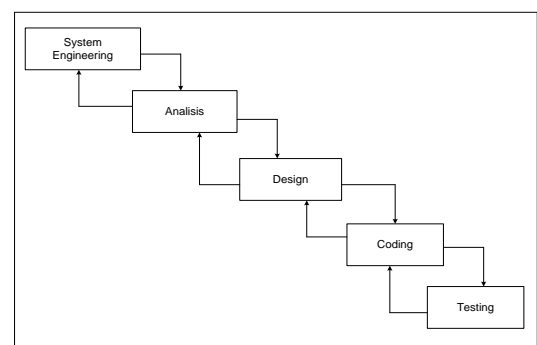 System
Engineering
Analisis
Design
Coding
Testing